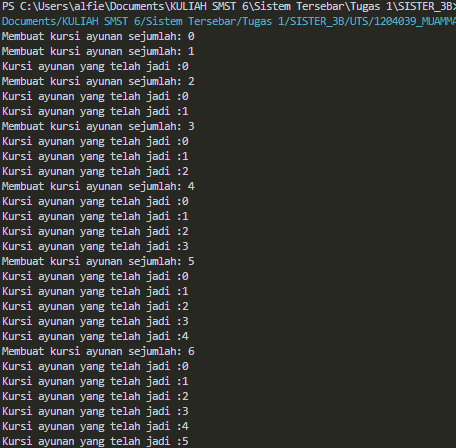 PS C:\Users\alfie\Documents\KULIAH SMST 6\Sistem Tersebar\Tugas 1\SISTER_3B>
Documents/KULIAH SMST 6/Sistem Tersebar/Tugas 1/SISTER_3B/UTS/1204039_MUAMMA
Membuat kursi ayunan sejumlah: 0
Membuat kursi ayunan sejumlah: 1
Kursi ayunan yang telah jadi :0
Membuat kursi ayunan sejumlah: 2
Kursi ayunan yang telah jadi :0
Kursi ayunan yang telah jadi :1
Membuat kursi ayunan sejumlah: 3
Kursi ayunan yang telah jadi :0
Kursi ayunan yang telah jadi :1
Kursi ayunan yang telah jadi :2
Membuat kursi ayunan sejumlah: 4
Kursi ayunan yang telah jadi :0
Kursi ayunan yang telah jadi :1
Kursi ayunan yang telah jadi :2
Kursi ayunan yang telah jadi :3
Membuat kursi ayunan sejumlah: 5
Kursi ayunan yang telah jadi :0
Kursi ayunan yang telah jadi :1
Kursi ayunan yang telah jadi :2
Kursi ayunan yang telah jadi :3
Kursi ayunan yang telah jadi :4
Membuat kursi ayunan sejumlah: 6
Kursi ayunan yang telah jadi :0
Kursi ayunan yang telah jadi :1
Kursi ayunan yang telah jadi :2
Kursi ayunan yang telah jadi :3
Kursi ayunan yang telah jadi :4
Kursi ayunan yang telah jadi :5